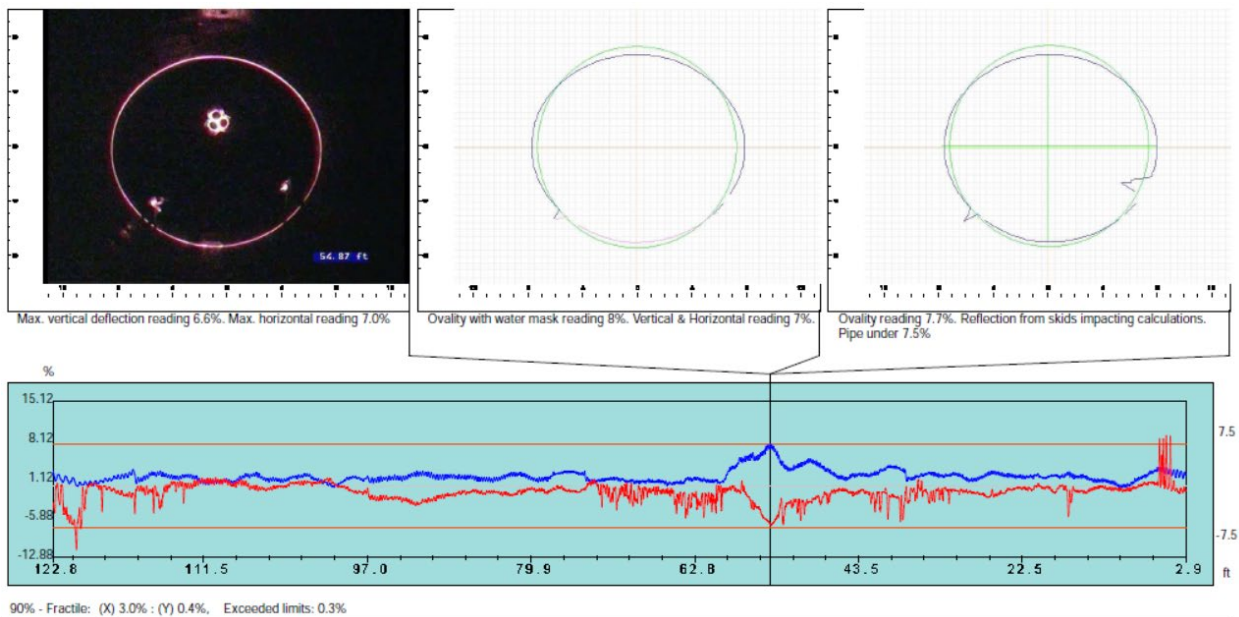 54.87 ft
Max. vertical deflection reading 6.6%. Max. horizontal reading 7.0%
Ovality with water mask reading 8%. Vertical & Horizontal reading 7%.
Ovality reading 7.7%. Reflection from skids impacting calculations.
Pipe under 7.5%
%
15.12
8.12
7.5
1.12
-5.88
-7.5
-12.88
122.8 111.5 97.0 79.9 62.8 43.5 22.5 2.9
ft
90% - Fractile: (X) 3.0% : (Y) 0.4%, Exceeded limits: 0.3%